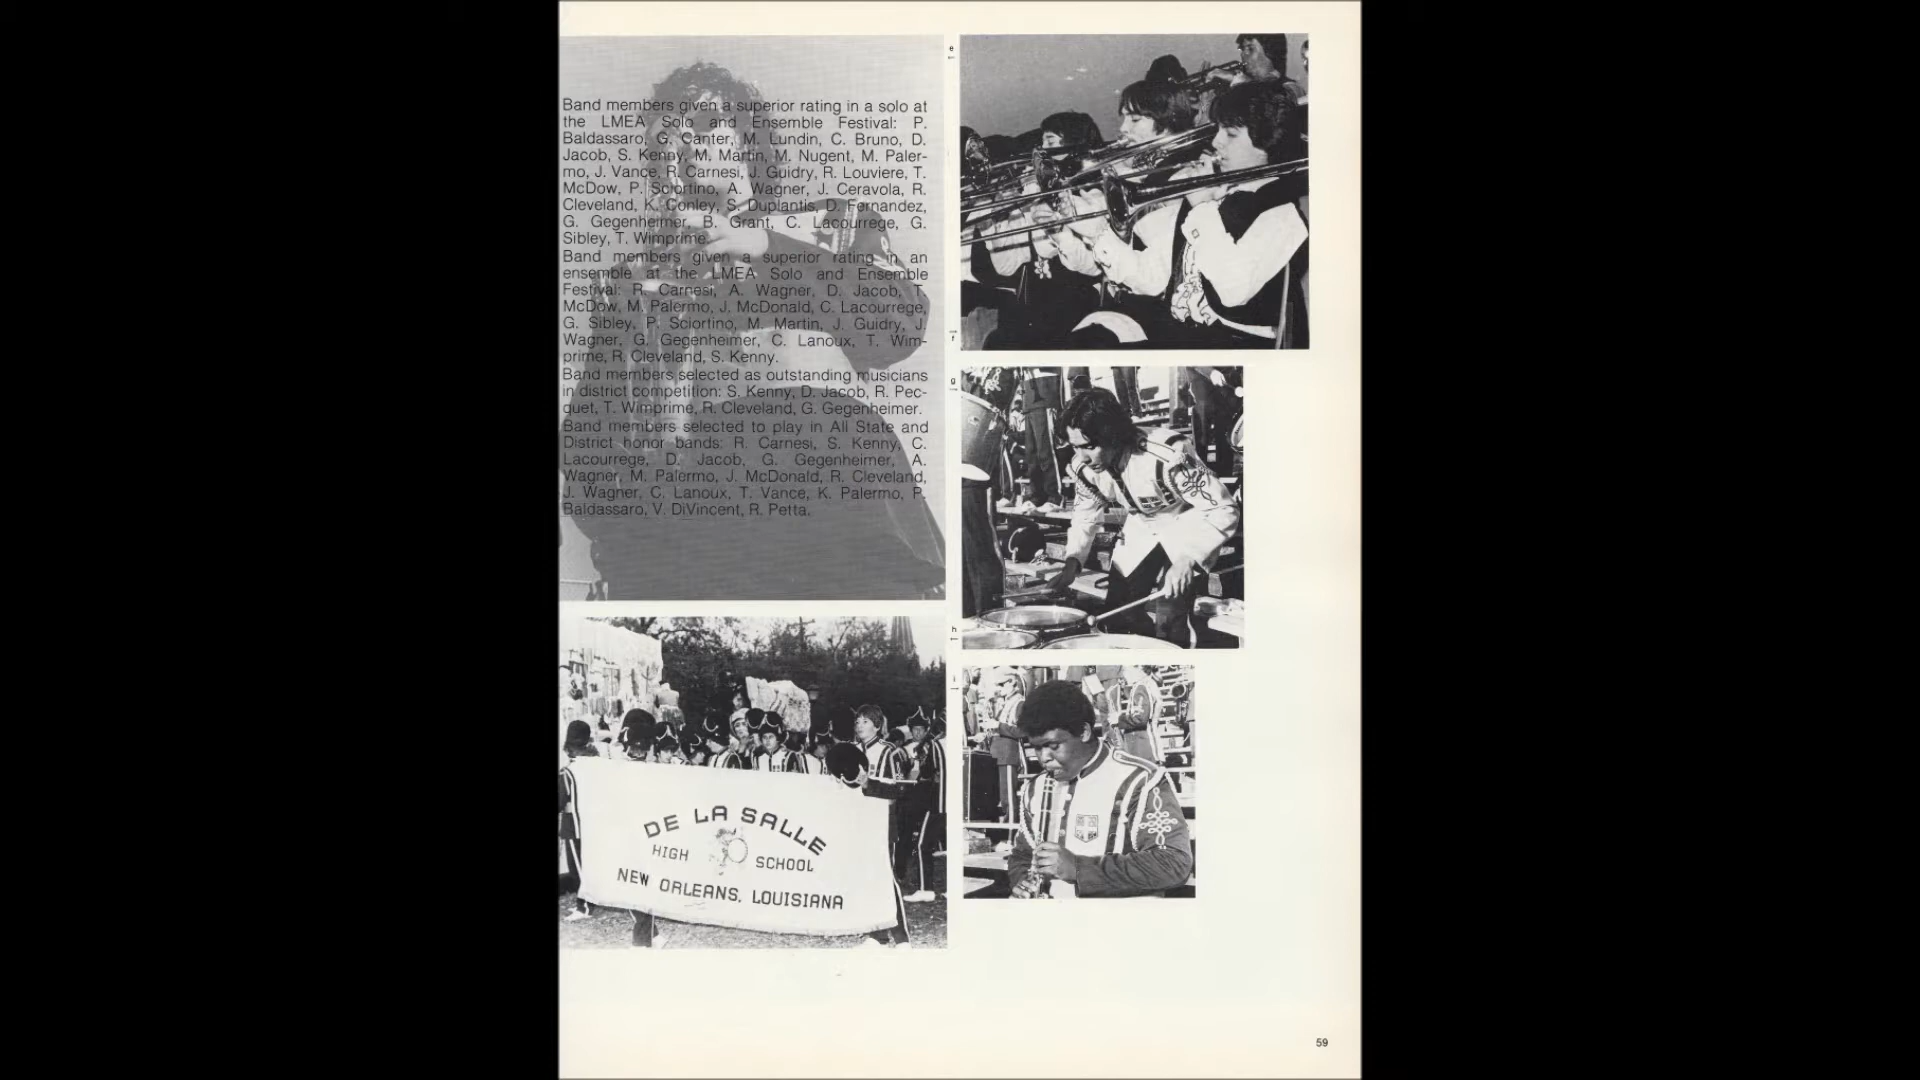 Band members given a superior rating in a solo at
the LMEA Solo and Ensemble Festival: P.
Baldassaro, G. Canter, M. Lundin, C. Bruno, D.
Jacob, S. Kenny, M. Martin, M. Nugent, M. Paler-
mo, J. Vance, R. Carnesi, J. Guidry, R. Louviere, T.
McDow, P. Sciortino, A. Wagner, J. Ceravola, R.
Cleveland, K. Conley, S. Duplantis, D. Fernandez,
G. Gegenheimer, B. Grant, C. Lacourrege, G.
Sibley, T. Wimprime.
Band members given a superior rating in an
ensemble at the LMEA Solo and Ensemble
Festival: R. Carnesi, A. Wagner, D. Jacob, T.
McDow, M. Palermo, J. McDonald, C. Lacourrege,
G. Sibley, P. Sciortino, M. Martin, J. Guidry, J.
Wagner, G. Gegenheimer, C. Lanoux, T. Wim-
prime, R. Cleveland, S. Kenny.
Band members selected as outstanding musicians
in district competition: S. Kenny, D. Jacob, R. Pec-
quet, T. Wimprime, R. Cleveland, G. Gegenheimer.
Band members selected to play in All State and
District honor bands: R. Carnesi, S. Kenny, C.
Lacourrege, D. Jacob, G. Gegenheimer, A.
Wagner, M. Palermo, J. McDonald, R. Cleveland,
J. Wagner, C. Lanoux, T. Vance, K. Palermo, P.
Baldassaro, V. DiVincent, R. Petta.
DE LA SALLE
HIGH SCHOOL
NEW ORLEANS, LOUISIANA
e
f
g
h
i
59